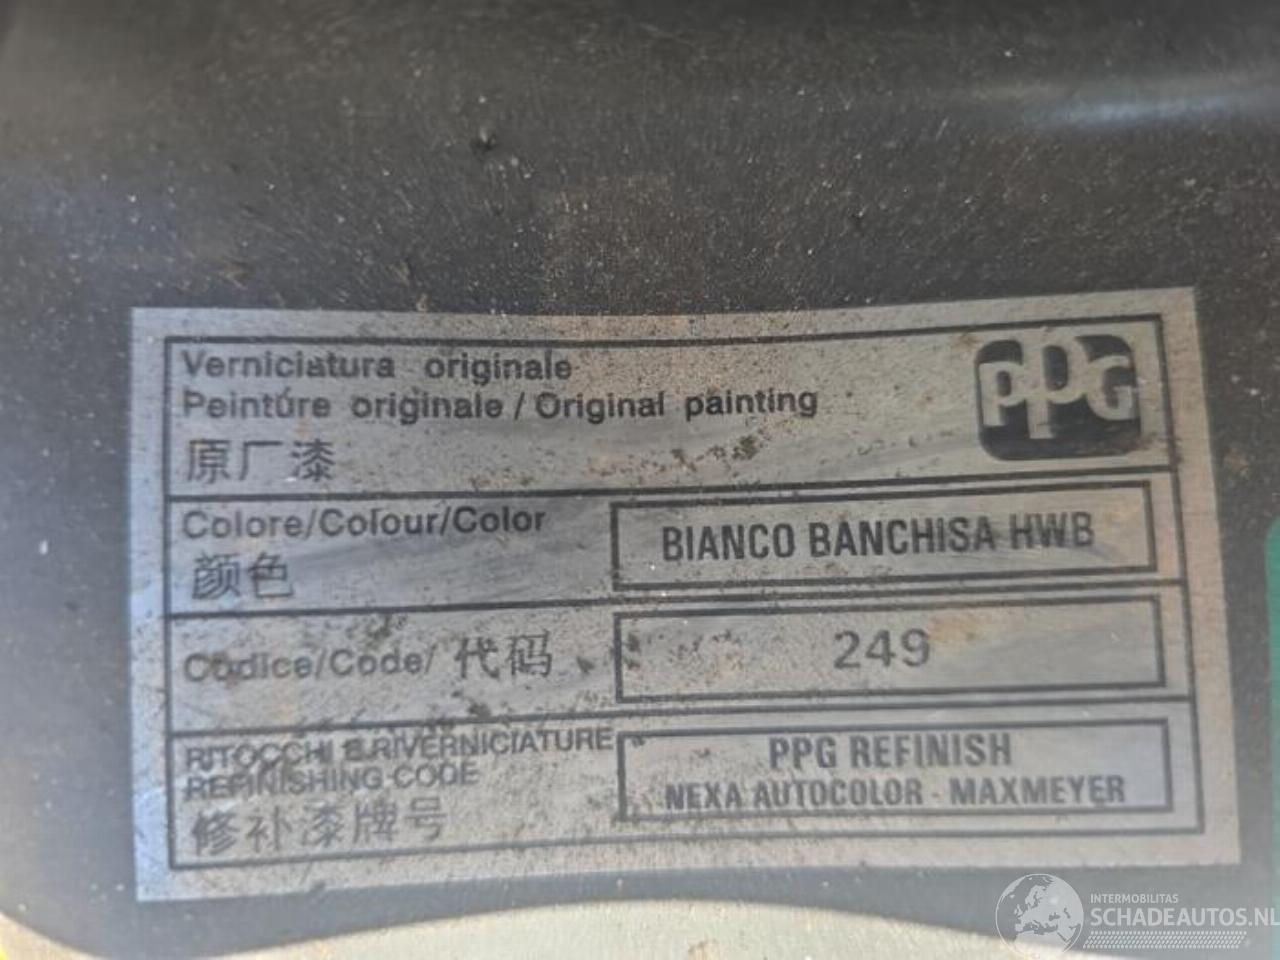 Verniciatura originale
Peinture originale / Original painting
PPG
原厂漆
Colore/Colour/Color
颜色
BIANCO BANCHISA HWB
Codice/Code/ 代码
249
RITOCCHI E RIVERNICIATURE
REFINISHING CODE
修补漆牌号
PPG REFINISH
NEXA AUTOCOLOR - MAXMEYER
INTERMOBILITAS
SCHADEAUTOS.NL